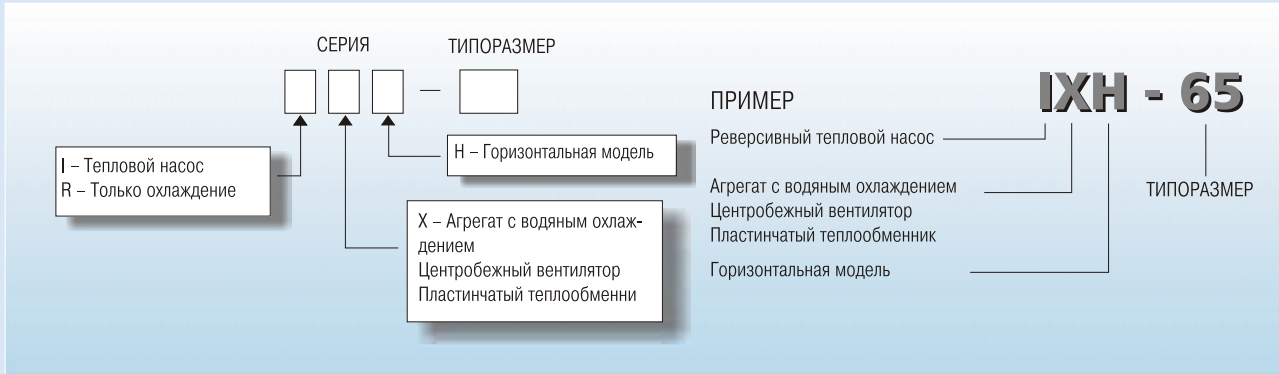 СЕРИЯ ТИПОРАЗМЕР
–
I – Тепловой насос
R – Только охлаждение
H – Горизонтальная модель
X – Агрегат с водяным охлаж-
дением
Центробежный вентилятор
Пластинчатый теплообменни
ПРИМЕР
IXH - 65
Реверсивный тепловой насос
Агрегат с водяным охлаждением
Центробежный вентилятор
Пластинчатый теплообменник
Горизонтальная модель
ТИПОРАЗМЕР